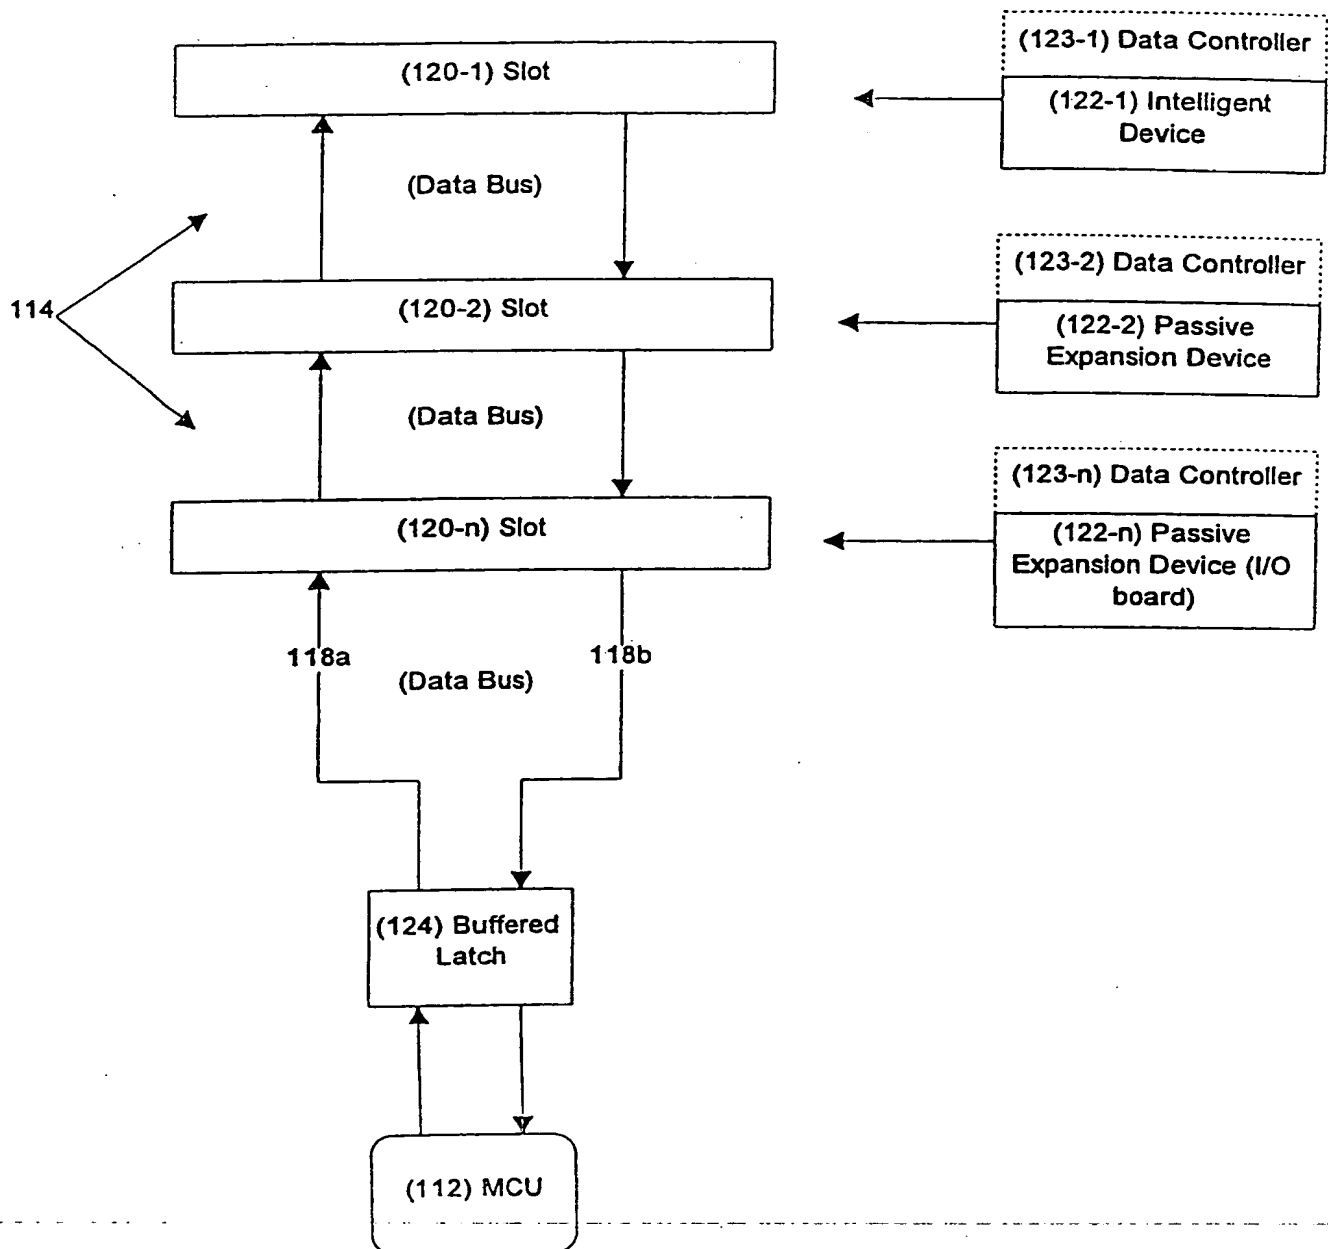 (120-1) Slot
(123-1) Data Controller
(122-1) Intelligent
Device
(Data Bus)
(123-2) Data Controller
114
(120-2) Slot
(122-2) Passive
Expansion Device
(Data Bus)
(123-n) Data Controller
(120-n) Slot
(122-n) Passive
Expansion Device (I/O
board)
118a
118b
(Data Bus)
(124) Buffered
Latch
(112) MCU